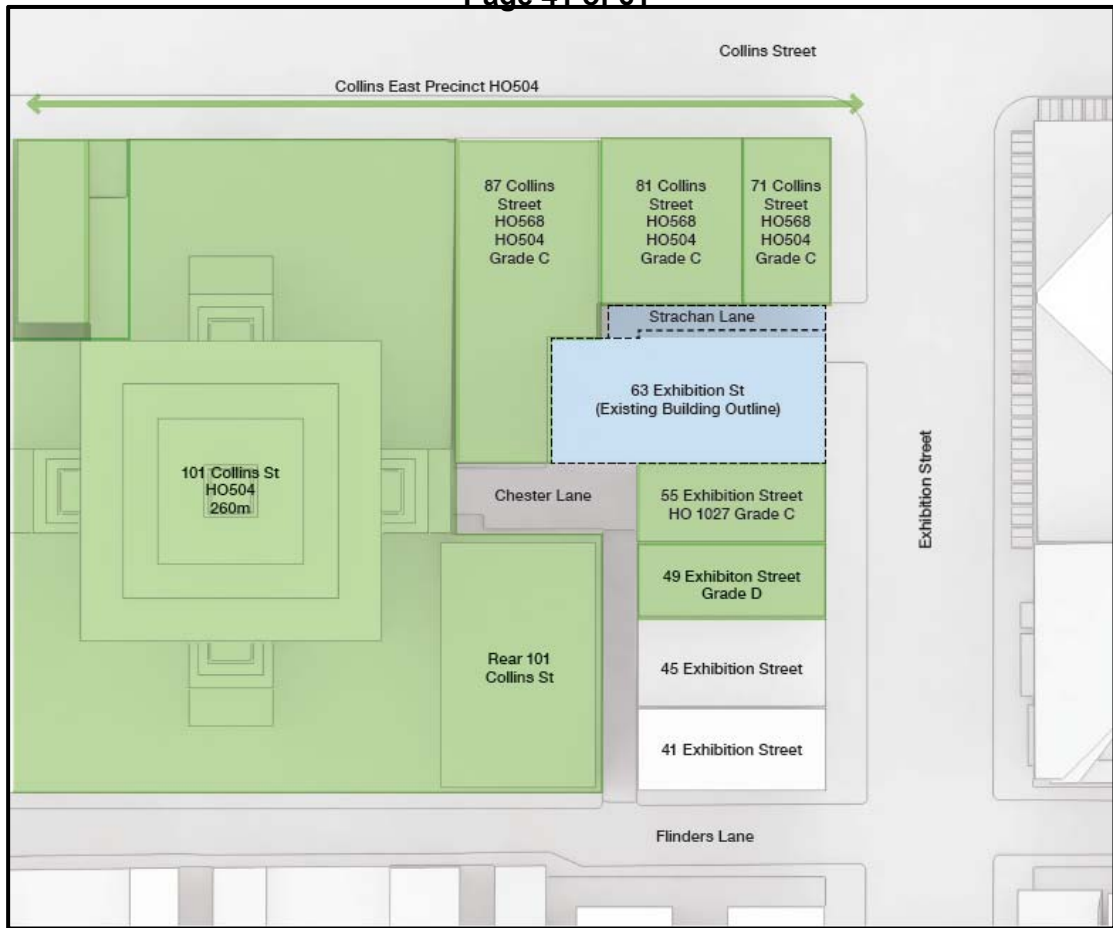 Page 41 of
Collins Street
Collins East Precinct HO504
87 Collins
Street
HO568
HO504
Grade C
81 Collins
Street
HO568
HO504
Grade C
71 Collins
Street
HO568
HO504
Grade C
Strachan Lane
63 Exhibition St
(Existing Building Outline)
101 Collins St
HO504
260m
Chester Lane
55 Exhibition Street
HO 1027 Grade C
Exhibition Street
49 Exhibiton Street
Grade D
Rear 101
Collins St
45 Exhibition Street
41 Exhibition Street
Flinders Lane